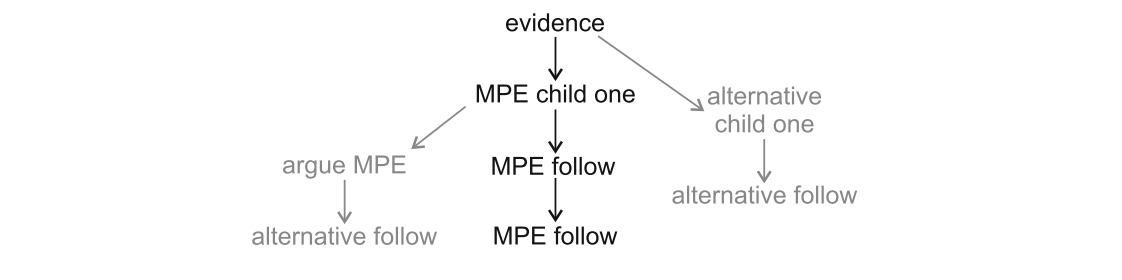 evidence
MPE child one
alternative
child one
argue MPE
MPE follow
alternative follow
alternative follow
MPE follow